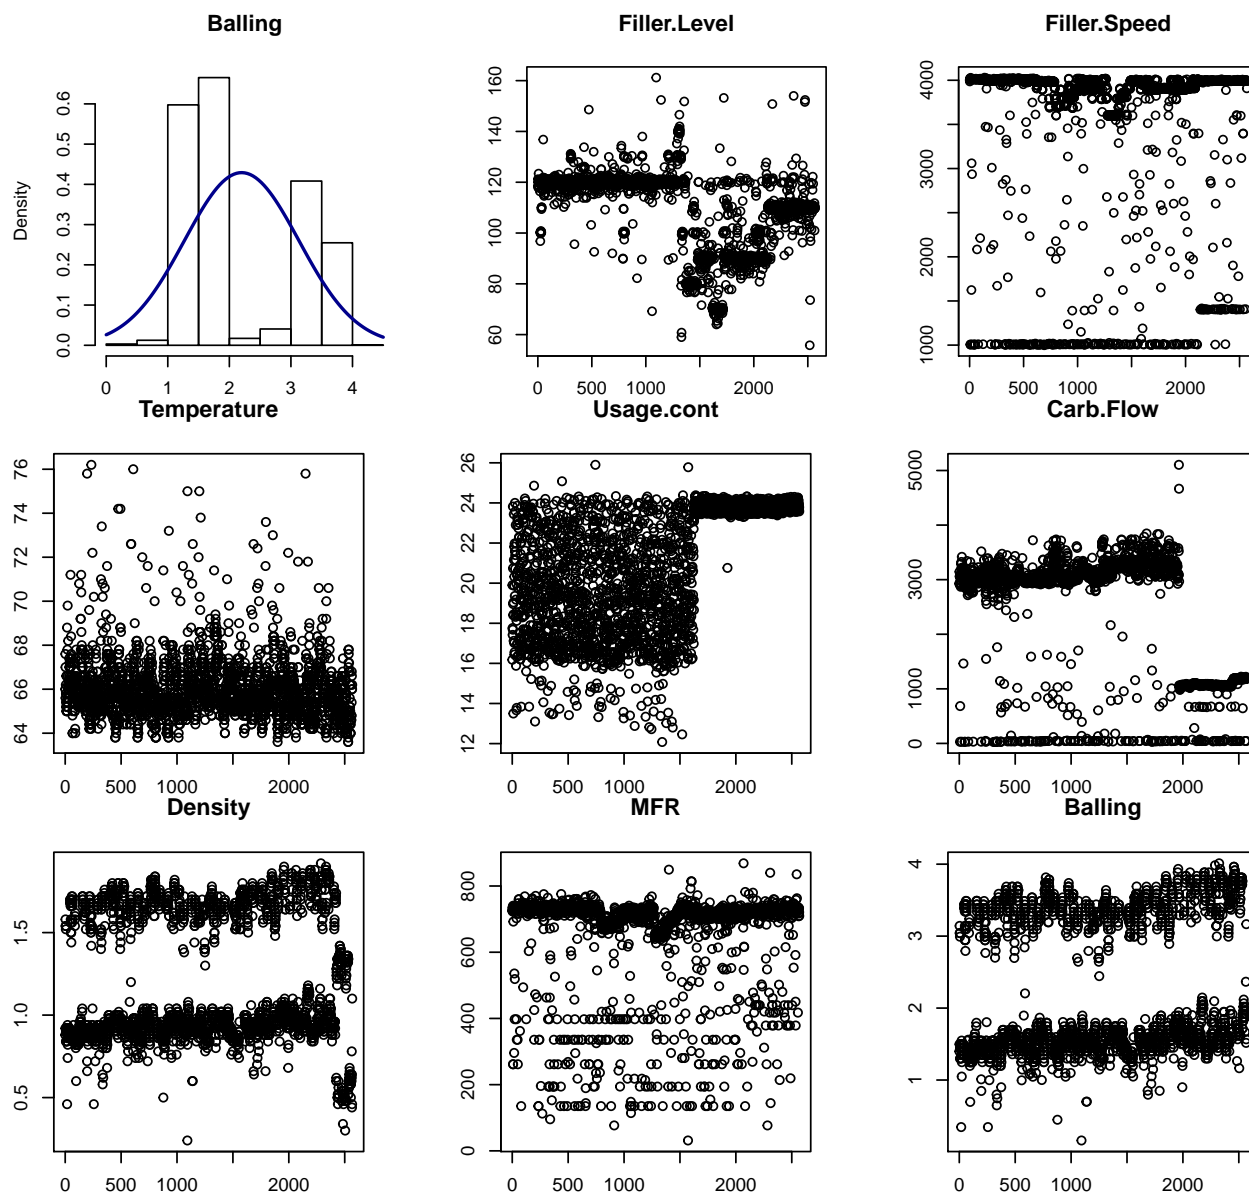 Balling Filler.Level Filler.Speed
Density
0.0 0.1 0.2 0.3 0.4 0.5 0.6
0 1 2 3 4
60 80 100 120 140 160
0 500 1000 2000
1000 2000 3000 4000
0 500 1000 2000
Temperature Usage.cont Carb.Flow
64 66 68 70 72 74 76
0 500 1000 2000
12 14 16 18 20 22 24 26
0 500 1000 2000
0 1000 3000 5000
0 500 1000 2000
Density MFR Balling
0.5 1.0 1.5
0 500 1000 2000
0 200 400 600 800
0 500 1000 2000
1 2 3 4
0 500 1000 2000